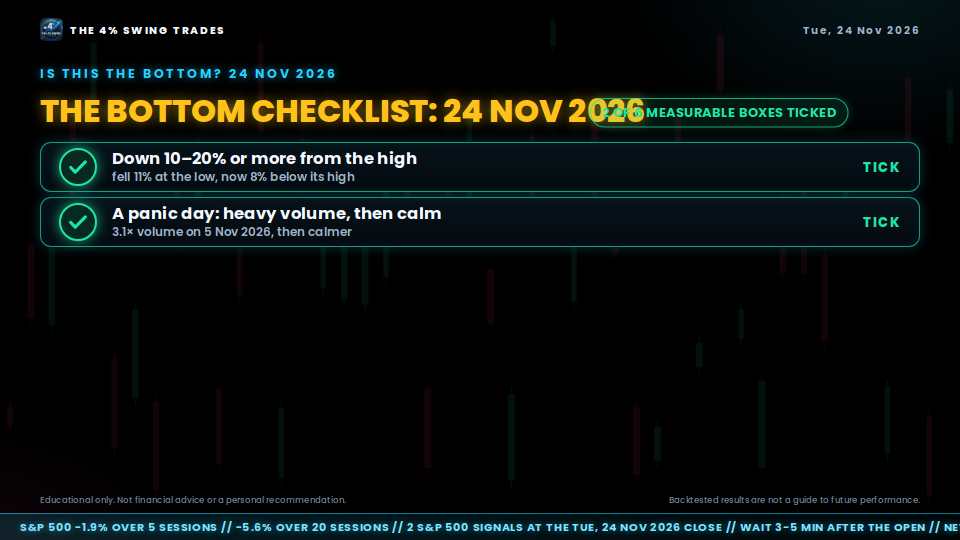 THE 4% SWING TRADES
Tue, 24 Nov 2026
IS THIS THE BOTTOM? 24 NOV 2026
THE BOTTOM CHECKLIST: 24 NOV 2026
MEASURABLE BOXES TICKED
Down 10–20% or more from the high
fell 11% at the low, now 8% below its high
TICK
A panic day: heavy volume, then calm
3.1× volume on 5 Nov 2026, then calmer
TICK
Educational only. Not financial advice or a personal recommendation.
Backtested results are not a guide to future performance.
S&P 500 -1.9% OVER 5 SESSIONS // -5.6% OVER 20 SESSIONS // 2 S&P 500 SIGNALS AT THE TUE, 24 NOV 2026 CLOSE // WAIT 3-5 MIN AFTER THE OPEN //